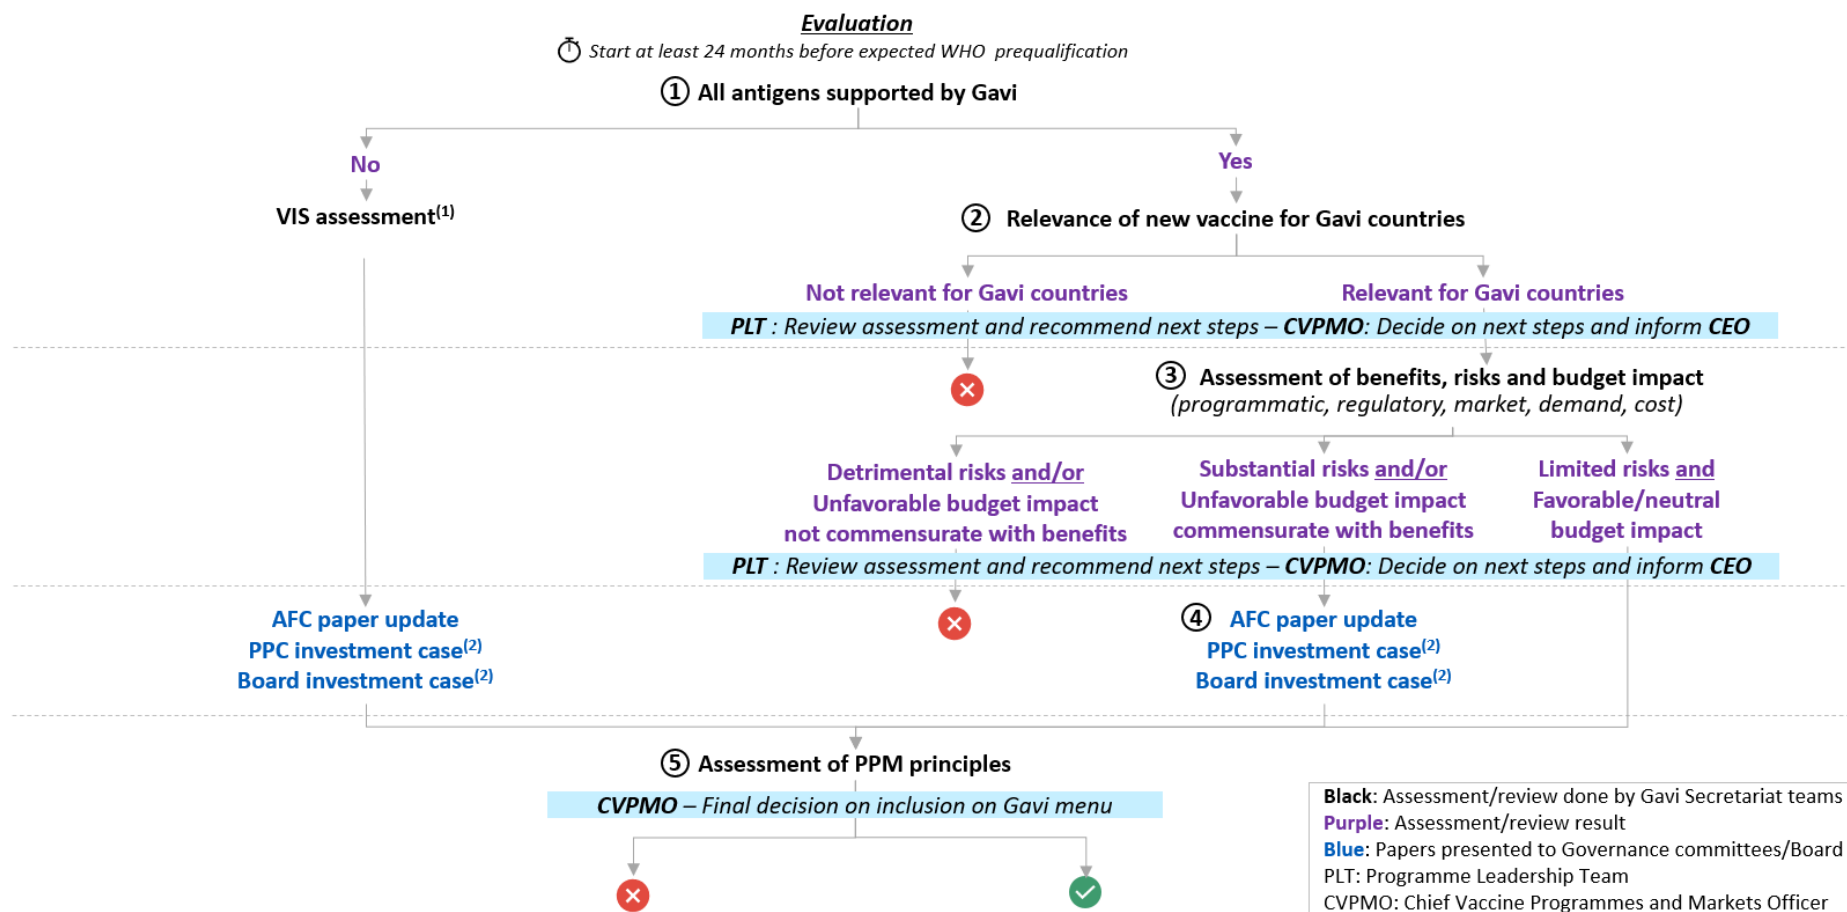 Evaluation
Start at least 24 months before expected WHO prequalification
① All antigens supported by Gavi
No
Yes
VIS assessment(1)
② Relevance of new vaccine for Gavi countries
Not relevant for Gavi countries
Relevant for Gavi countries
PLT : Review assessment and recommend next steps – CVPMO: Decide on next steps and inform CEO
③ Assessment of benefits, risks and budget impact
(programmatic, regulatory, market, demand, cost)
Detrimental risks and/or
Unfavorable budget impact
not commensurate with benefits
Substantial risks and/or
Unfavorable budget impact
commensurate with benefits
Limited risks and
Favorable/neutral
budget impact
PLT : Review assessment and recommend next steps – CVPMO: Decide on next steps and inform CEO
AFC paper update
PPC investment case(2)
Board investment case(2)
④ AFC paper update
PPC investment case(2)
Board investment case(2)
⑤ Assessment of PPM principles
CVPMO – Final decision on inclusion on Gavi menu
Black: Assessment/review done by Gavi Secretariat teams
Purple: Assessment/review result
Blue: Papers presented to Governance committees/Board
PLT: Programme Leadership Team
CVPMO: Chief Vaccine Programmes and Markets Officer